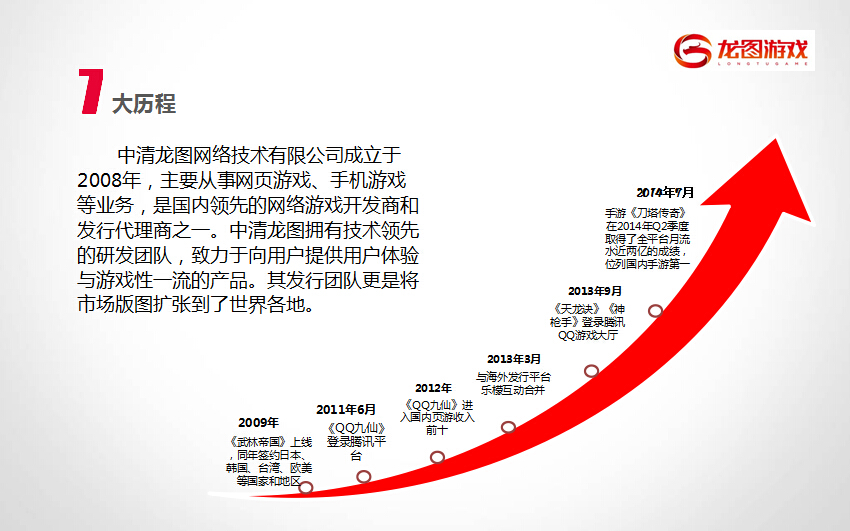 龙图游戏
LONGTUGAME
7 大历程
中清龙图网络技术有限公司成立于
2008年，主要从事网页游戏、手机游戏
等业务，是国内领先的网络游戏开发商和
发行代理商之一。中清龙图拥有技术领先
的研发团队，致力于向用户提供用户体验
与游戏性一流的产品。其发行团队更是将
市场版图扩张到了世界各地。
2009年
《武林帝国》上线
，同年签约日本、
韩国、台湾、欧美
等国家和地区
2011年6月
《QQ九仙》
登录腾讯平
台
2012年
《QQ九仙》进
入国内页游收入
前十
2013年3月
与海外发行平台
乐檬互动合并
2013年9月
《天龙诀》《神
枪手》登录腾讯
QQ游戏大厅
2014年7月
手游《刀塔传奇》
在2014年Q2季度
取得了全平台月流
水近两亿的成绩，
位列国内手游第一